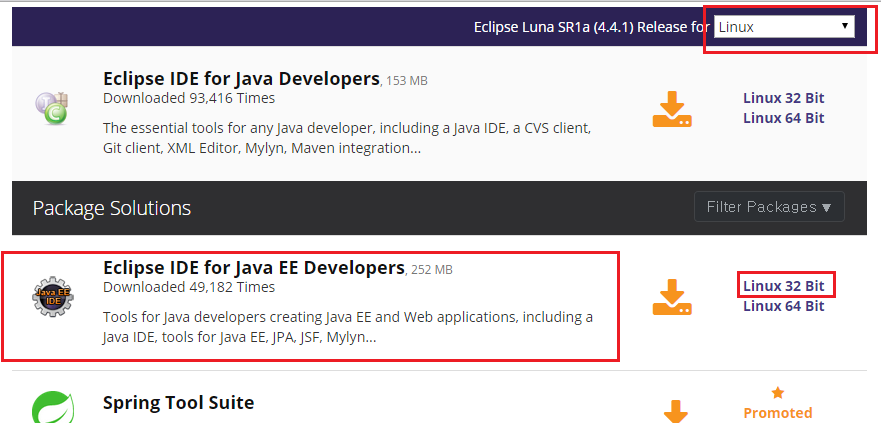 Eclipse Luna SR1a (4.4.1) Release for Linux
Eclipse IDE for Java Developers, 153 MB
Downloaded 93,416 Times
The essential tools for any Java developer, including a Java IDE, a CVS client,
Git client, XML Editor, Mylyn, Maven integration...
Linux 32 Bit
Linux 64 Bit
Package Solutions
Filter Packages ▼
Java EE
IDE
Eclipse IDE for Java EE Developers, 252 MB
Downloaded 49,182 Times
Tools for Java developers creating Java EE and Web applications, including a
Java IDE, tools for Java EE, JPA, JSF, Mylyn...
Linux 32 Bit
Linux 64 Bit
Spring Tool Suite
Promoted